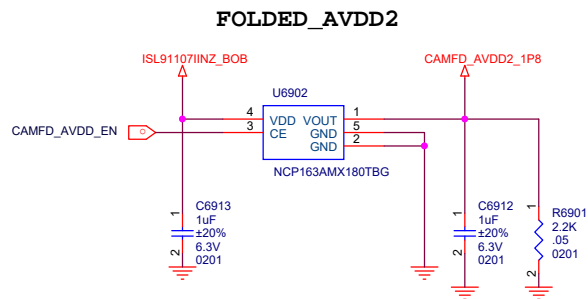 FOLDED_AVDD2
ISL91107IINZ_BOB
CAMFD_AVDD2_1P8
U6902
4 VDD VOUT 1
3 CE GND 5
GND 2
CAMFD_AVDD_EN
NCP163AMX180TBG
1
C6913
1uF
±20%
6.3V
0201
2
1
C6912
1uF
±20%
6.3V
0201
2
1
R6901
2.2K
.05
0201
2